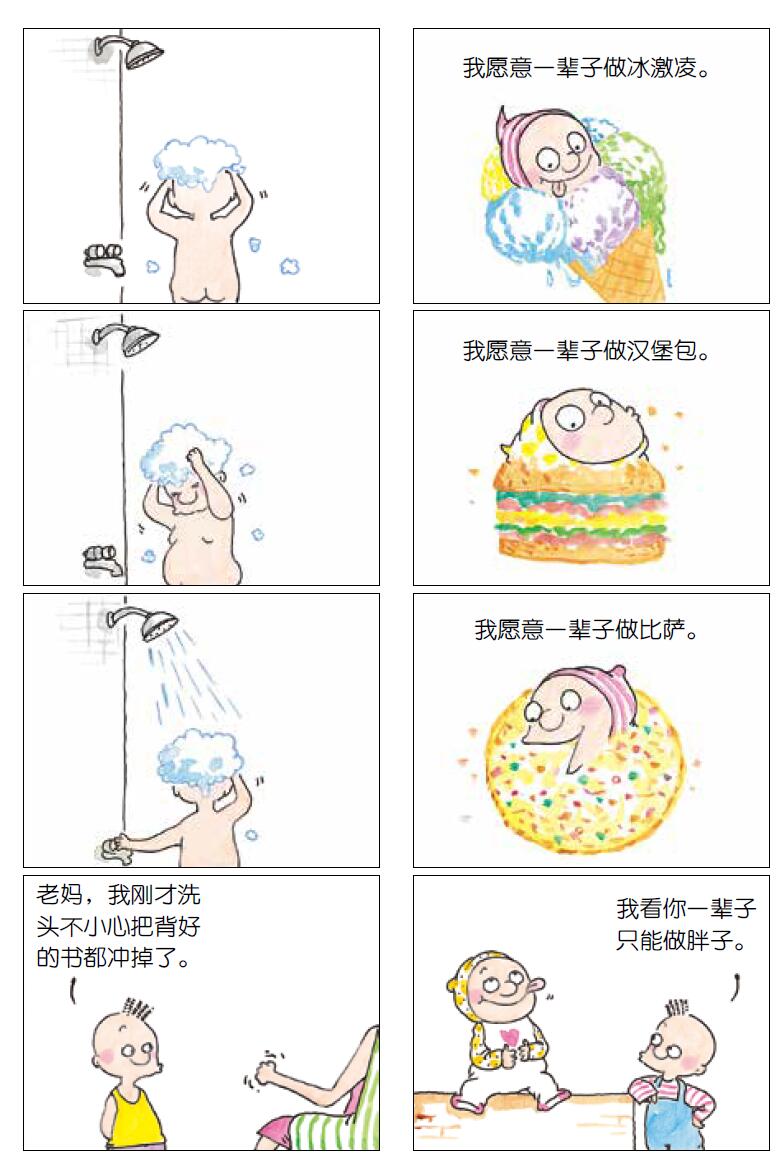 老妈，我刚才洗
头不小心把背好
的书都冲掉了。
我愿意一辈子做冰激凌。
我愿意一辈子做汉堡包。
我愿意一辈子做比萨。
我看你一辈子
只能做胖子。